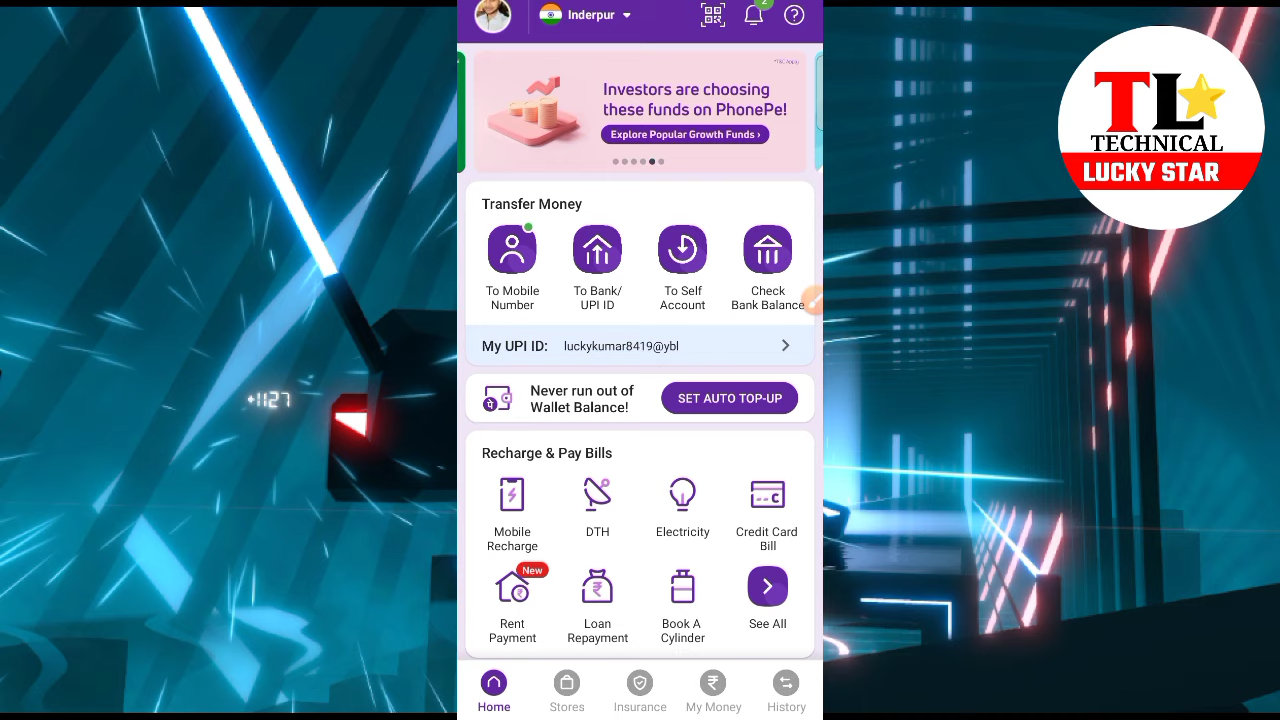 Inderpur
2
*T&C Apply
Investors are choosing
these funds on PhonePe!
Explore Popular Growth Funds ›
Transfer Money
To Mobile
Number
To Bank/
UPI ID
To Self
Account
Check
Bank Balance
My UPI ID: luckykumar8419@ybl
Never run out of
Wallet Balance!
SET AUTO TOP-UP
Recharge & Pay Bills
Mobile
Recharge
DTH
Electricity
Credit Card
Bill
New
Rent
Payment
Loan
Repayment
Book A
Cylinder
See All
Home
Stores
Insurance
My Money
History
+1127
TL
TECHNICAL
LUCKY STAR